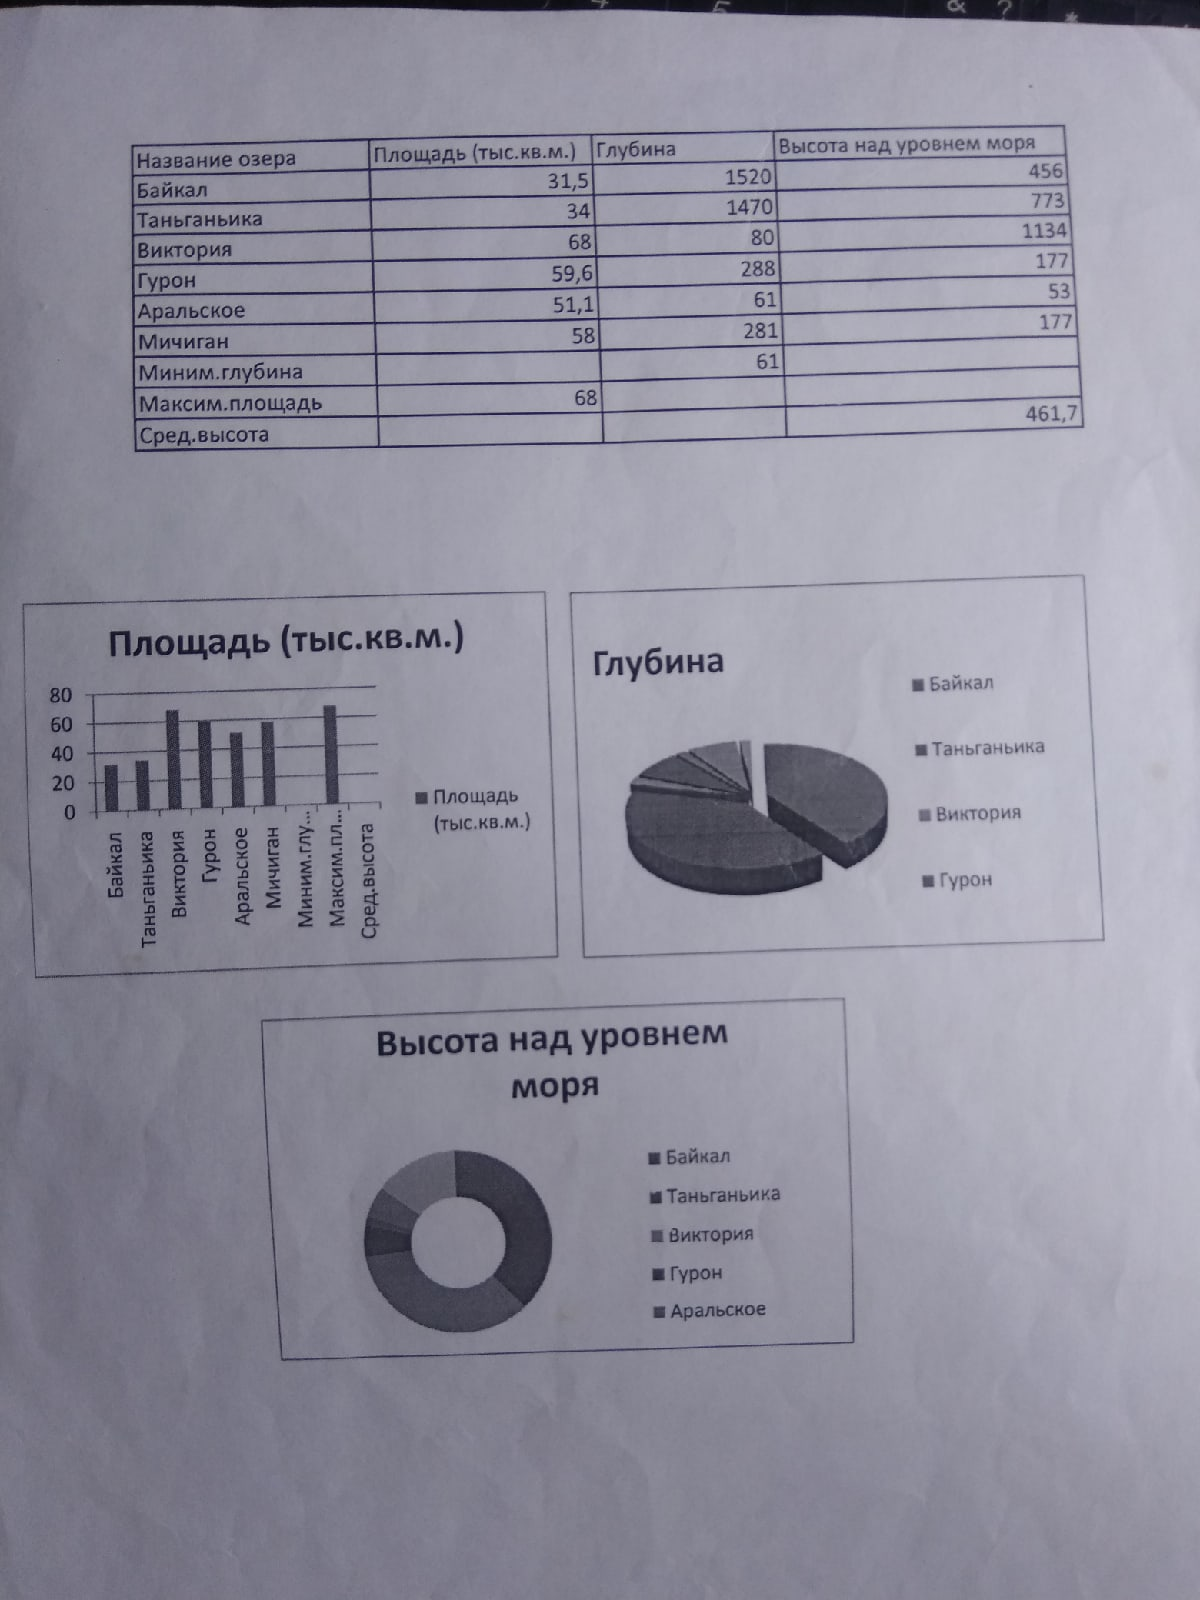 & ?
Название озера Площадь (тыс.кв.м.) Глубина Высота над уровнем моря
Байкал 31,5 1520 456
Таньганьика 34 1470 773
Виктория 68 80 1134
Гурон 59,6 288 177
Аральское 51,1 61 53
Мичиган 58 281 177
Миним.глубина 61
Максим.площадь 68
Сред.высота 461,7
Площадь (тыс.кв.м.)
80
60
40
20
0
Байкал
Таньганьика
Виктория
Гурон
Аральское
Мичиган
Миним.глу...
Максим.пл...
Сред.высота
Площадь
(тыс.кв.м.)
Глубина
Байкал
Таньганьика
Виктория
Гурон
Высота над уровнем
моря
Байкал
Таньганьика
Виктория
Гурон
Аральское